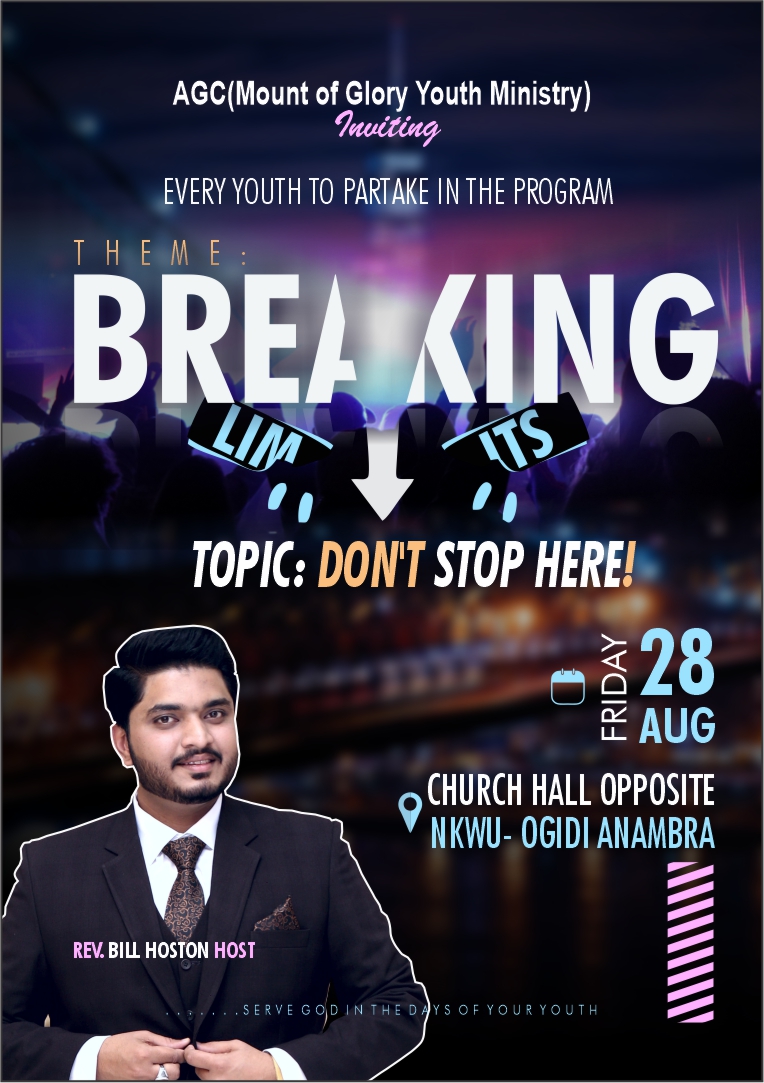 AGC(Mount of Glory Youth Ministry)
Inviting
EVERY YOUTH TO PARTAKE IN THE PROGRAM
THEME:
BREAKING
LIMITS
TOPIC: DON'T STOP HERE!
FRIDAY
28
AUG
CHURCH HALL OPPOSITE
NKWU- OGIDI ANAMBRA
REV. BILL HOSTON HOST
.......SERVE GOD IN THE DAYS OF YOUR YOUTH